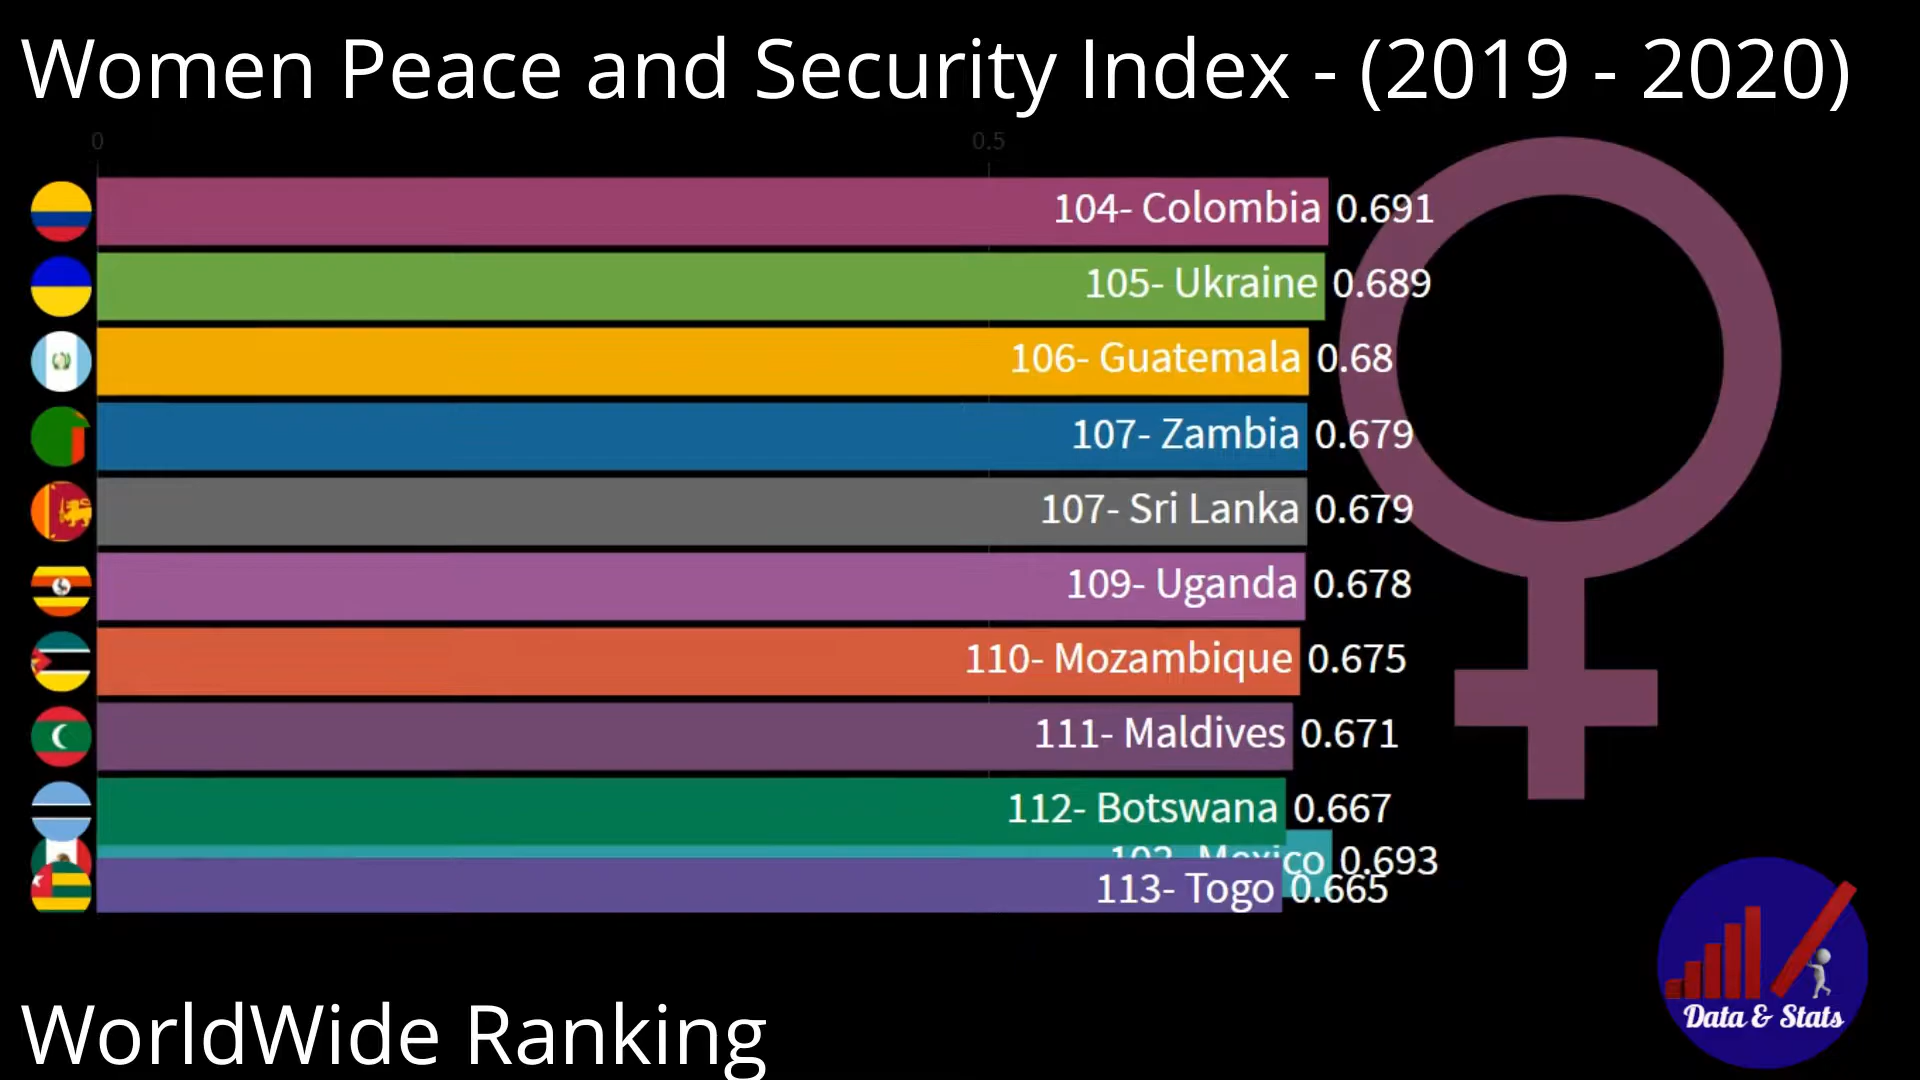 Women Peace and Security Index - (2019 - 2020)
0 0.5
104- Colombia 0.691
105- Ukraine 0.689
106- Guatemala 0.68
107- Zambia 0.679
107- Sri Lanka 0.679
109- Uganda 0.678
110- Mozambique 0.675
111- Maldives 0.671
112- Botswana 0.667
Mexico 0.693
113- Togo 0.665
Data & Stats
WorldWide Ranking